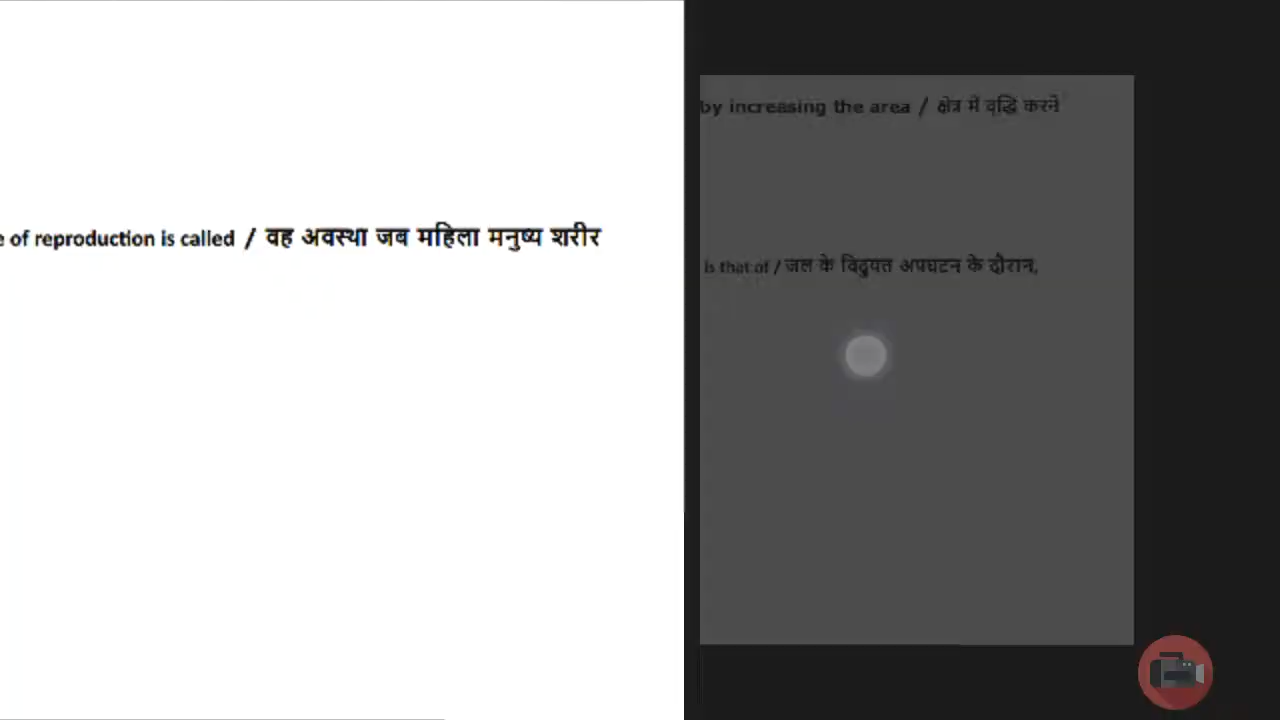 of reproduction is called / वह अवस्था जब महिला मनुष्य शरीर
by increasing the area / क्षेत्र में वृद्धि करने
is that of / जल के विद्युत अपघटन के दौरान,